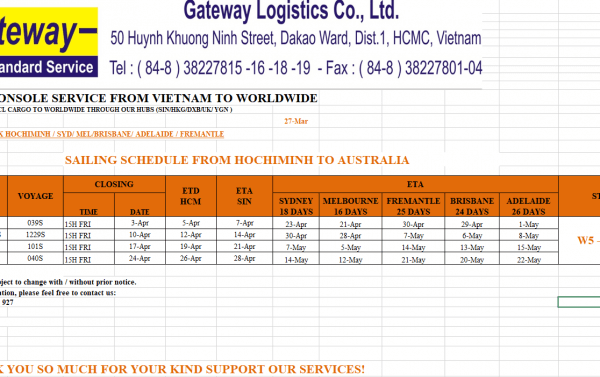 Gateway Logistics Co., Ltd.
teway
50 Huynh Khuong Ninh Street, Dakao Ward, Dist.1, HCMC, Vietnam
tandard Service
Tel : ( 84-8 ) 38227815 -16 -18 -19 - Fax : ( 84-8 ) 38227801-04
ONSOLE SERVICE FROM VIETNAM TO WORLDWIDE
CL CARGO TO WORLDWIDE THROUGH OUR HUBS (SIN/HKG/DXB/UK/ YGN )
27-Mar
K HOCHIMINH / SYD/ MEL/BRISBANE/ ADELAIDE / FREMANTLE
SAILING SCHEDULE FROM HOCHIMINH TO AUSTRALIA
VOYAGE CLOSING ETD HCM ETA SIN ETA ST
TIME DATE SYDNEY 18 DAYS MELBOURNE 16 DAYS FREMANTLE 25 DAYS BRISBANE 24 DAYS ADELAIDE 26 DAYS
039S 15H FRI 3-Apr 5-Apr 7-Apr 23-Apr 21-Apr 30-Apr 29-Apr 1-May
S 1229S 15H FRI 10-Apr 12-Apr 14-Apr 30-Apr 28-Apr 7-May 6-May 8-May
W5 -
101S 15H FRI 17-Apr 19-Apr 21-Apr 7-May 5-May 14-May 13-May 15-May
040S 15H FRI 24-Apr 26-Apr 28-Apr 14-May 12-May 21-May 20-May 22-May
bject to change with / without prior notice.
tion, please feel free to contact us:
927
K YOU SO MUCH FOR YOUR KIND SUPPORT OUR SERVICES!